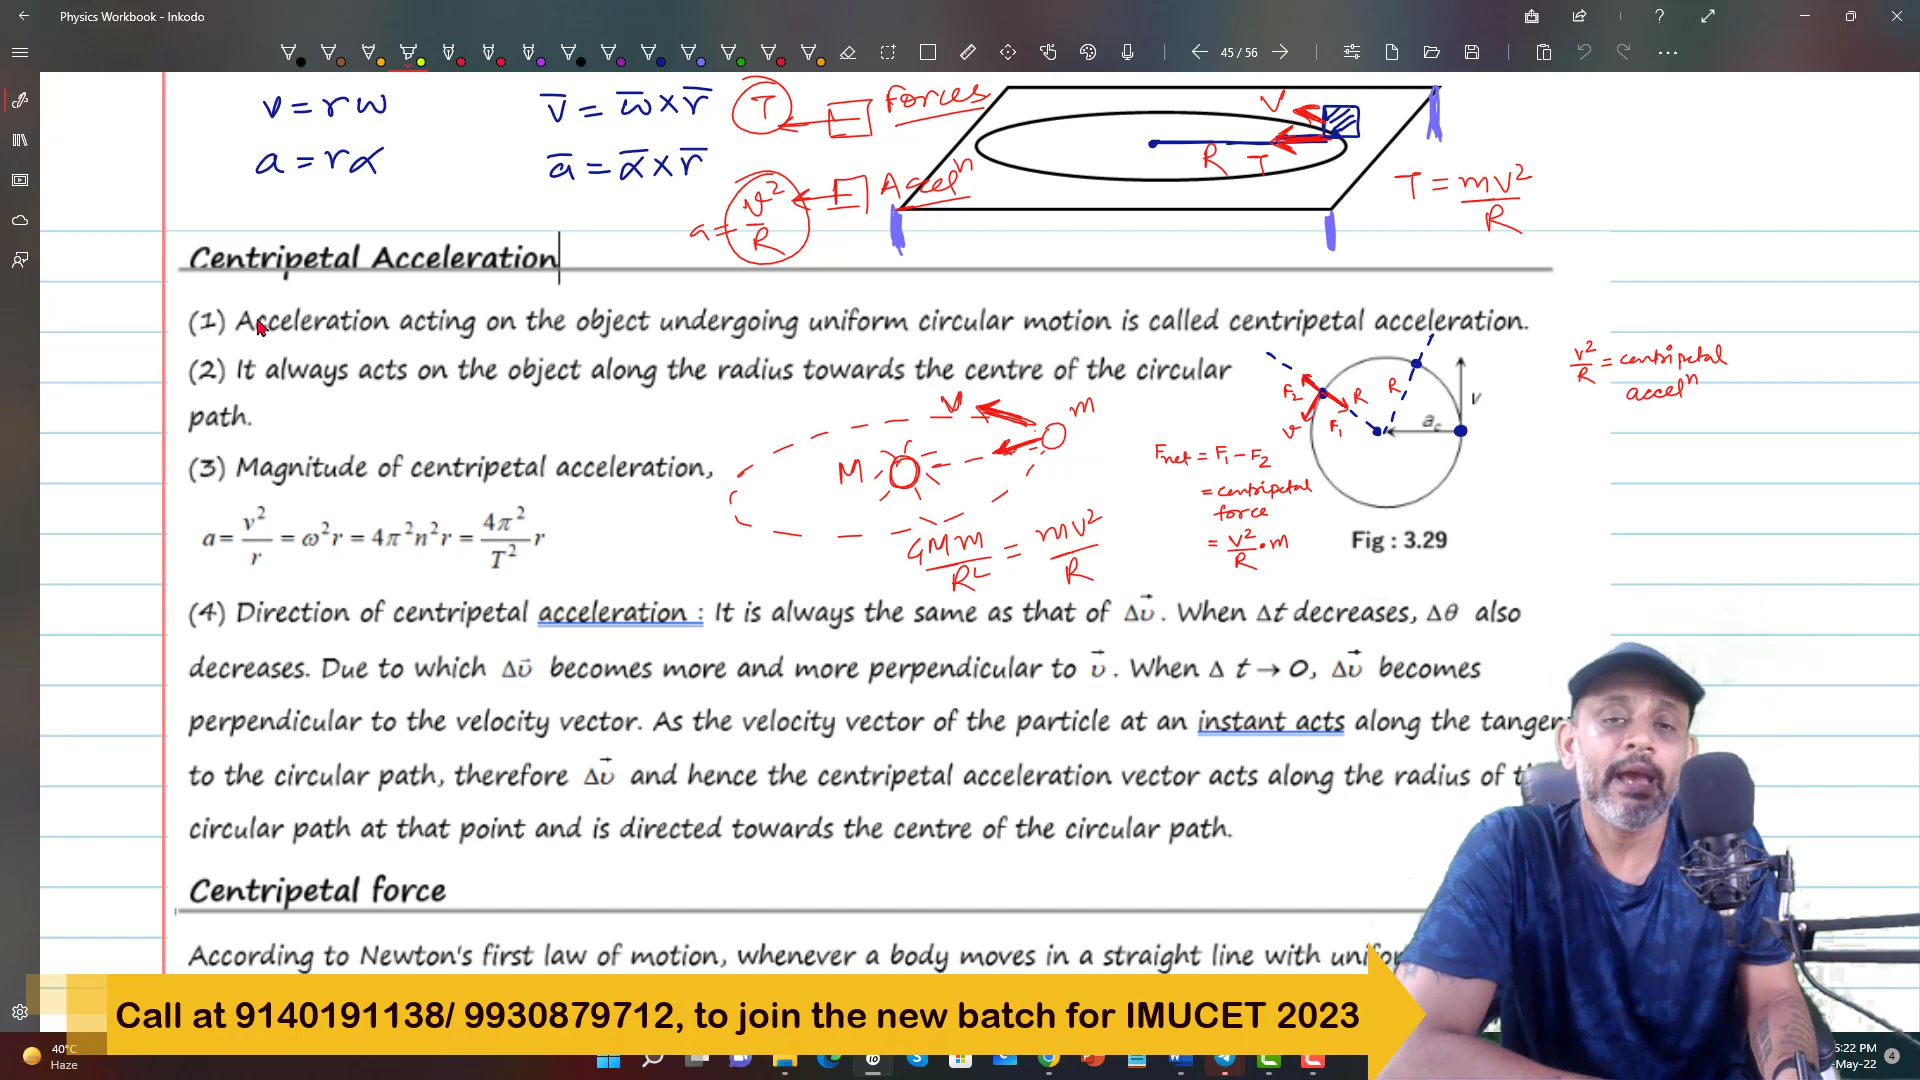 Physics Workbook - Inkodo
45 / 56
v = rω
v̅ = ω̅ × r̅
T
Forces
V
R
T
a = rα
a̅ = α̅ × r̅
a = v²/R
Accelⁿ
T = mv²/R
Centripetal Acceleration
(1) Acceleration acting on the object undergoing uniform circular motion is called centripetal acceleration.
(2) It always acts on the object along the radius towards the centre of the circular
path.
v²/R = centripetal
accelⁿ
F₂
R
R
v
F₁
a꜀
v
V
m
M
(3) Magnitude of centripetal acceleration,
Fnet = F₁ - F₂
= centripetal
force
= v²/R · m
a = v²/r = ω²r = 4π²n²r = 4π²/T² r
GMm/R² = mv²/R
Fig : 3.29
(4) Direction of centripetal acceleration : It is always the same as that of Δυ⃗. When Δt decreases, Δθ also
decreases. Due to which Δυ⃗ becomes more and more perpendicular to υ⃗. When Δ t → 0, Δυ⃗ becomes
perpendicular to the velocity vector. As the velocity vector of the particle at an instant acts along the
to the circular path, therefore Δυ⃗ and hence the centripetal acceleration vector acts along the radius of
circular path at that point and is directed towards the centre of the circular path.
Centripetal force
According to Newton's first law of motion, whenever a body moves in a straight line with
Call at 9140191138/ 9930879712, to join the new batch for IMUCET 2023
40°C
Haze
5:22 PM
-May-22
4